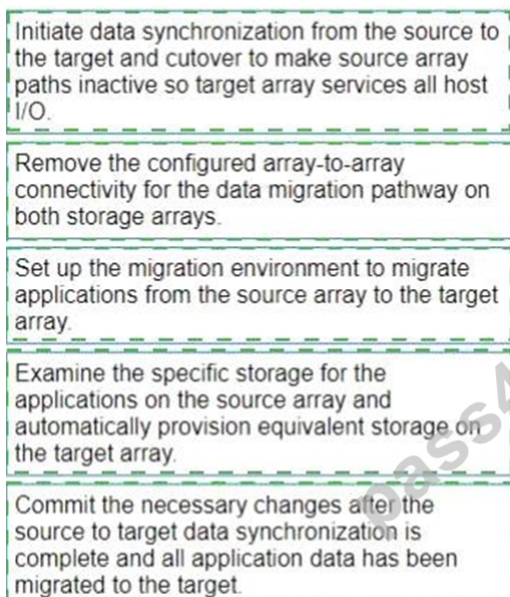 Initiate data synchronization from the source to
the target and cutover to make source array
paths inactive so target array services all host
I/O.
Remove the configured array-to-array
connectivity for the data migration pathway on
both storage arrays.
Set up the migration environment to migrate
applications from the source array to the target
array.
Examine the specific storage for the
applications on the source array and
automatically provision equivalent storage on
the target array.
Commit the necessary changes after the
source to target data synchronization is
complete and all application data has been
migrated to the target.
pass4